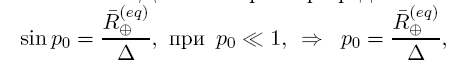 sin p₀ = R̄⊕^(eq) / Δ, при p₀ ≪ 1, ⇒ p₀ = R̄⊕^(eq) / Δ,